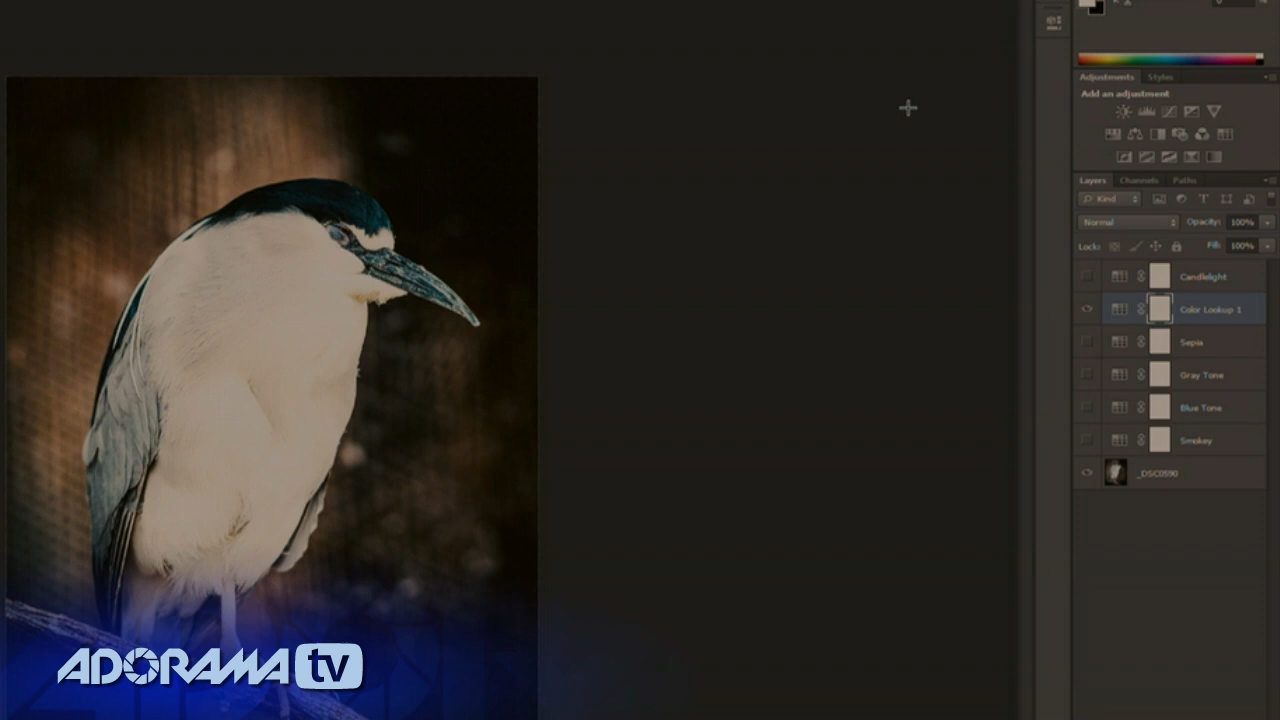 Adjustments Styles
Add an adjustment
Layers Channels Paths
Kind
Normal Opacity: 100%
Lock: Fill: 100%
Candlelight
Color Lookup 1
Sepia
Gray Tone
Blue Tone
Smokey
_DSC0590
ADORAMA tv